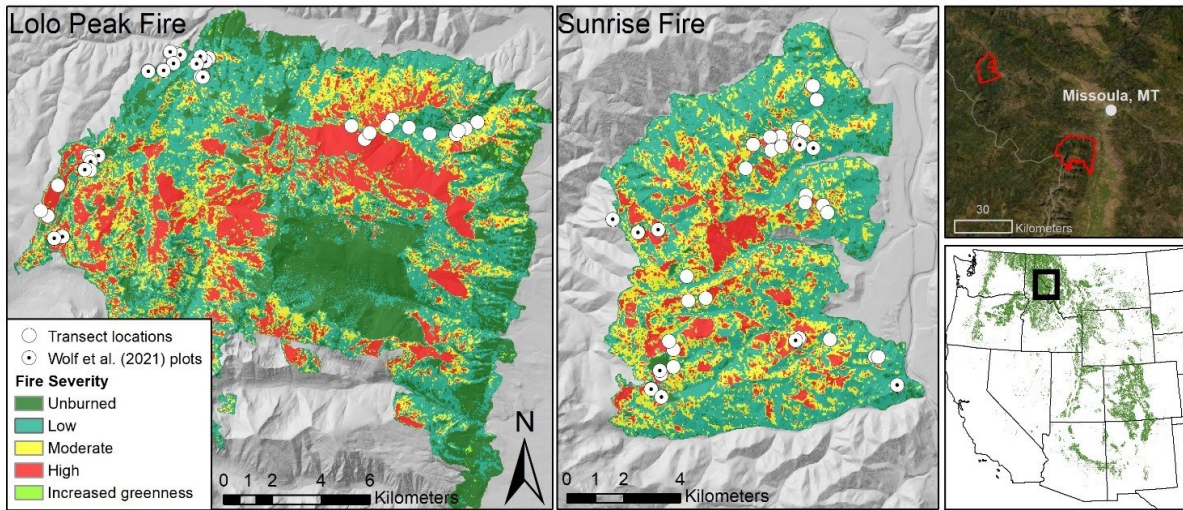 Lolo Peak Fire
Transect locations
Wolf et al. (2021) plots
Fire Severity
Unburned
Low
Moderate
High
Increased greenness
0 1 2 4 6
Kilometers
N
Sunrise Fire
0 1 2 4
Kilometers
Missoula, MT
30
Kilometers